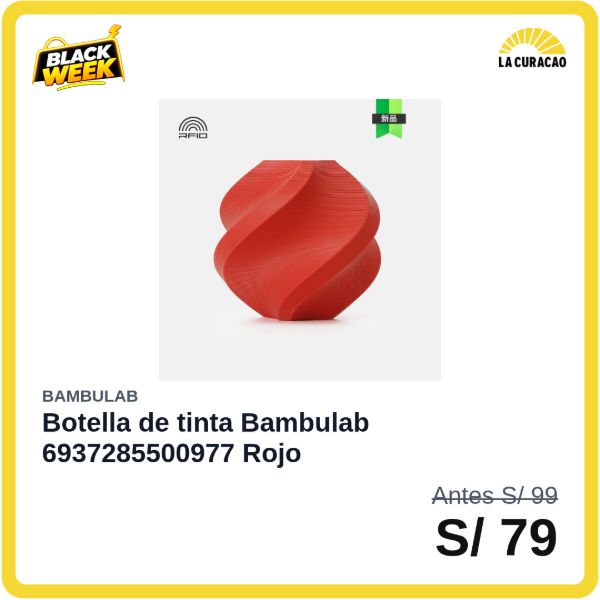 BLACK
WEEK
LA CURACAO
RFID
新品
BAMBULAB
Botella de tinta Bambulab
6937285500977 Rojo
Antes S/ 99
S/ 79